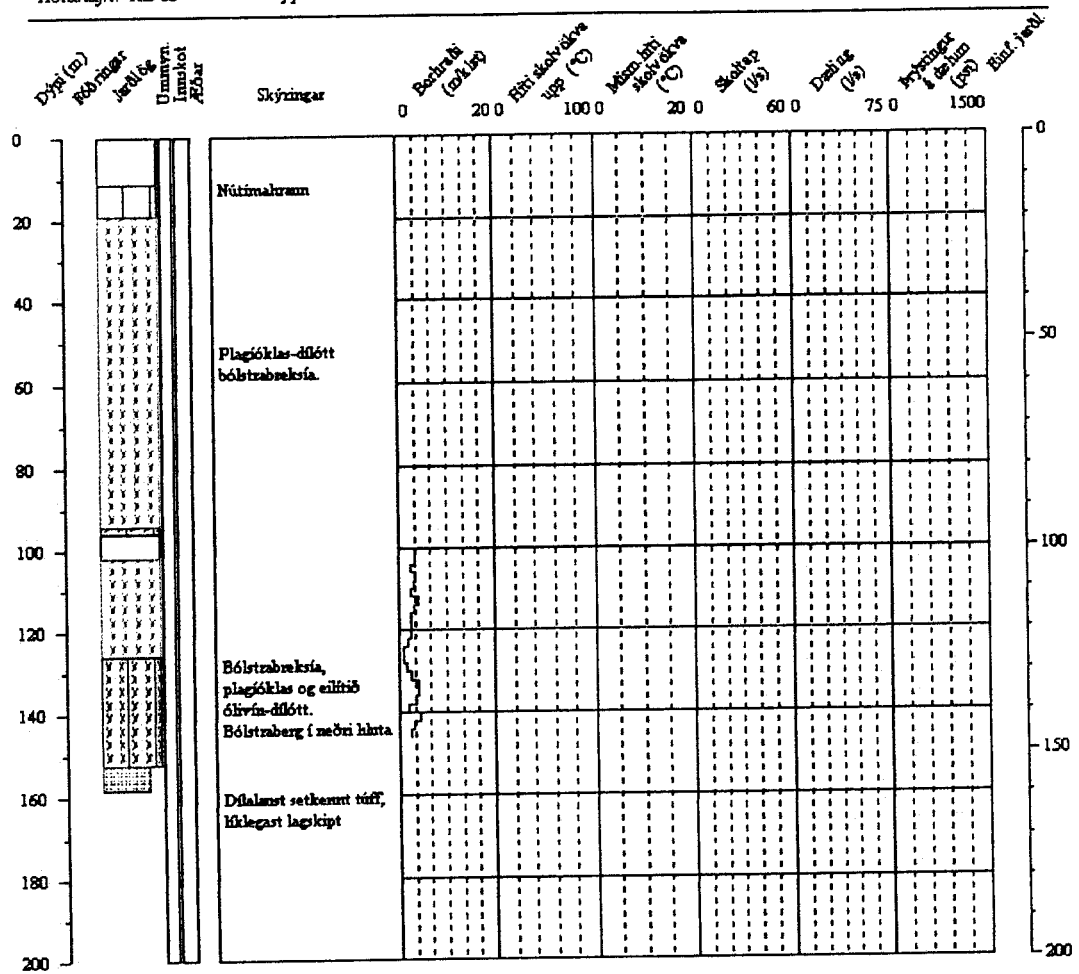 Dýpi (m)
Fóðringar
Jarðlög
Ummyn.
Innskot
Æðar
Skýringar
Borhraði
(m/klst)
Hiti skolvökva
upp (°C)
Mism.hiti
skolvökva
(°C)
Skoltap
(l/s)
Dæling
(l/s)
Þrýstingur
á dælum
(psi)
Einf. jarðl.
0 20 0 100 0 20 0 60 0 75 0 1500
0
20
40
60
80
100
120
140
160
180
200
Nútímahraun
Plagíóklas-dílótt
bólstrabreksía.
Bólstrabreksía,
plagíóklas og eilítið
ólivín-dílótt.
Bólstraberg í neðri hluta
Dílalaust setkennt túff,
líklegast lagskipt
0
50
100
150
200